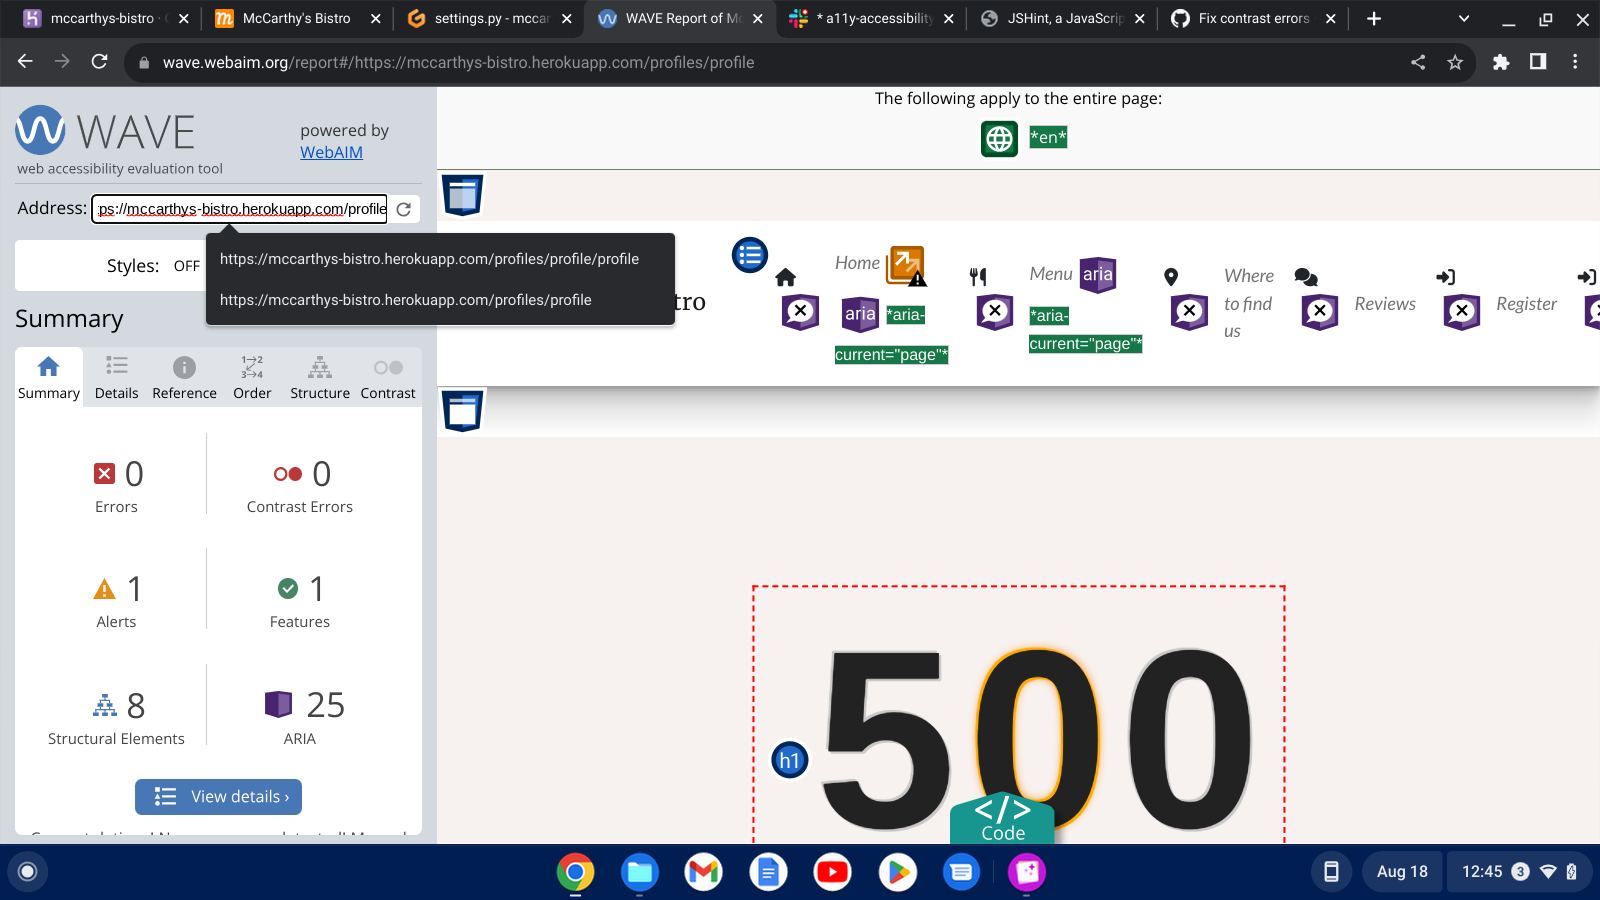 mccarthys-bistro ·
McCarthy's Bistro
settings.py - mccar
WAVE Report of Mc
* a11y-accessibility
JSHint, a JavaScrip
Fix contrast errors
wave.webaim.org/report#/https://mccarthys-bistro.herokuapp.com/profiles/profile
WAVE
web accessibility evaluation tool
powered by
WebAIM
Address:
ps://mccarthys-bistro.herokuapp.com/profile
https://mccarthys-bistro.herokuapp.com/profiles/profile/profile
https://mccarthys-bistro.herokuapp.com/profiles/profile
Styles: OFF
Summary
Summary
Details
Reference
Order
Structure
Contrast
0
Errors
0
Contrast Errors
1
Alerts
1
Features
8
Structural Elements
25
ARIA
View details ›
The following apply to the entire page:
*en*
tro
Home
aria *aria-
current="page"*
Menu aria
*aria-
current="page"*
Where
to find
us
Reviews
Register
500
h1
</>
Code
Aug 18
12:45
3